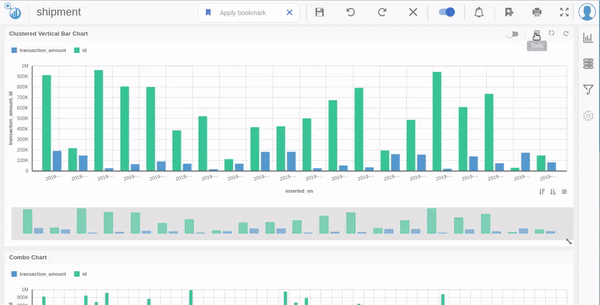 shipment
Apply bookmark
Clustered Vertical Bar Chart
Tools
transaction_amount
id
1M
900K
800K
700K
600K
500K
400K
300K
200K
100K
0
transaction_amount, id
2019-... 2019-... 2019-... 2019-... 2019-... 2019-... 2019-... 2019-... 2019-... 2019-... 2019-... 2019-... 2019-... 2019-... 2019-... 2019-... 2019-... 2019-... 2019-... 2019-...
inserted_on
Combo Chart
transaction_amount
id
1M
900K
800K